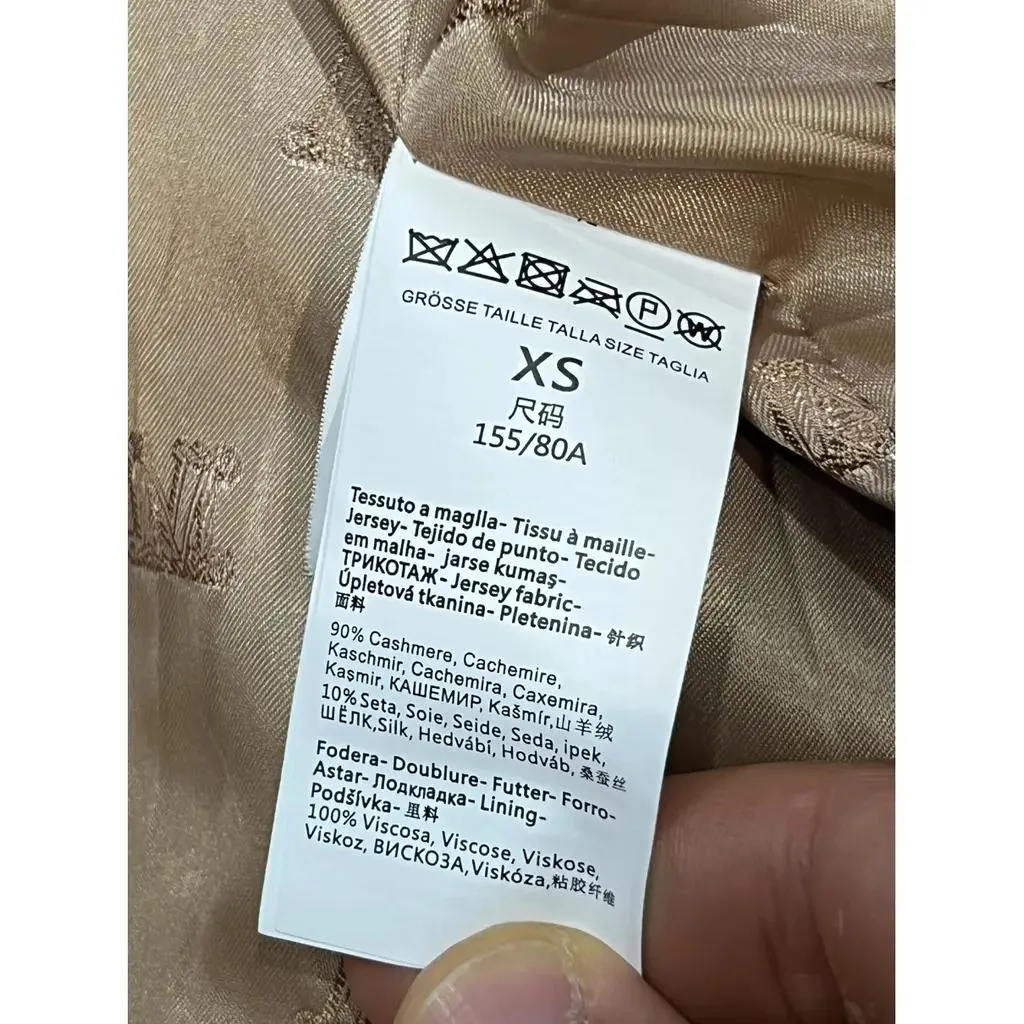 P W
GRÖSSE TAILLE TALLA SIZE TAGLIA
XS
尺码
155/80A
Tessuto a maglia- Tissu à maille-
Jersey- Tejido de punto- Tecido
em malha- jarse kumaş-
ТРИКОТАЖ- Jersey fabric-
Úpletová tkanina- Pletenina- 针织
面料
90% Cashmere, Cachemire,
Kaschmir, Cachemira, Caxemira,
Kaşmir, КАШЕМИР, Kašmír,山羊绒
10% Seta, Soie, Seide, Seda, ipek,
ШЁЛК,Silk, Hedvábí, Hodváb, 桑蚕丝
Fodera- Doublure- Futter- Forro-
Astar- Лодкладка- Lining-
Podšívka- 里料
100% Viscosa, Viscose, Viskose,
Viskoz, ВИСКОЗА,Viskóza,粘胶纤维